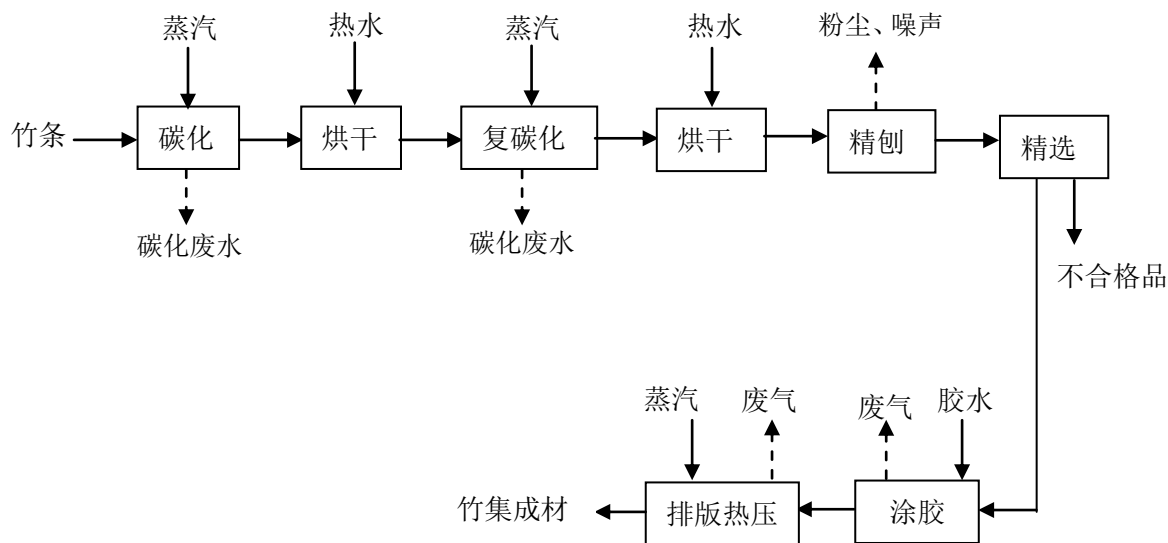 蒸汽
热水
蒸汽
热水
粉尘、噪声
竹条
碳化
烘干
复碳化
烘干
精刨
精选
碳化废水
碳化废水
不合格品
蒸汽
废气
废气
胶水
竹集成材
排版热压
涂胶